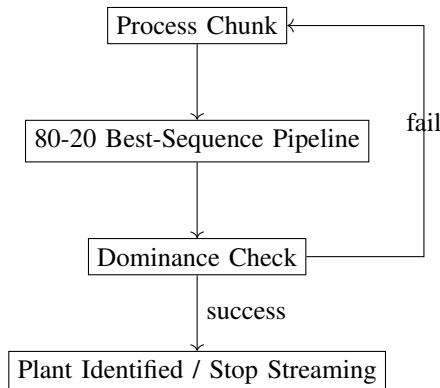 Process Chunk
fail
80-20 Best-Sequence Pipeline
Dominance Check
success
Plant Identified / Stop Streaming